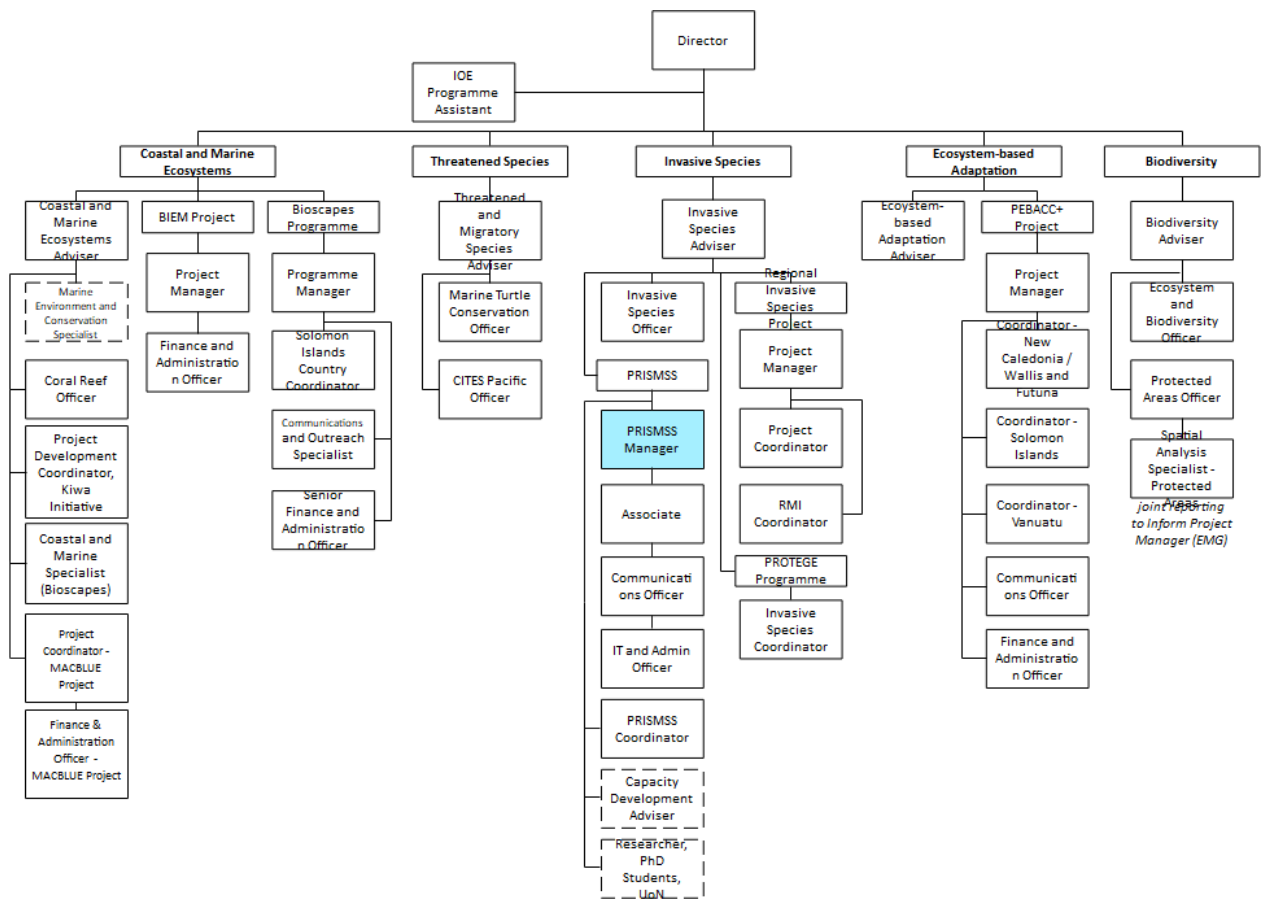 Director
IOE
Programme
Assistant
Coastal and Marine
Ecosystems
Threatened Species
Invasive Species
Ecosystem-based
Adaptation
Biodiversity
Coastal and
Marine
Ecosystems
Adviser
BIEM Project
Bioscapes
Programme
Threatened
and
Migratory
Species
Adviser
Invasive
Species
Adviser
Ecoystem-
based
Adaptation
Adviser
PEBACC+
Project
Biodiversity
Adviser
Marine
Environment and
Conservation
Specialist
Project
Manager
Programme
Manager
Marine Turtle
Conservation
Officer
Invasive
Species
Officer
Regional
Invasive
Species
Project
Project
Manager
Ecosystem
and
Biodiversity
Officer
Coral Reef
Officer
Finance and
Administratio
n Officer
Solomon
Islands
Country
Coordinator
CITES Pacific
Officer
PRISMSS
Project
Manager
Coordinator -
New
Caledonia /
Wallis and
Futuna
Protected
Areas Officer
Project
Development
Coordinator,
Kiwa
Initiative
Communications
and Outreach
Specialist
PRISMSS
Manager
Project
Coordinator
Coordinator -
Solomon
Islands
Spatial
Analysis
Specialist -
Protected
Areas
joint reporting
to Inform Project
Manager (EMG)
Coastal and
Marine
Specialist
(Bioscapes)
Senior
Finance and
Administratio
n Officer
Associate
RMI
Coordinator
Coordinator -
Vanuatu
Communicati
ons Officer
PROTEGE
Programme
Communicati
ons Officer
Project
Coordinator -
MACBLUE
Project
IT and Admin
Officer
Invasive
Species
Coordinator
Finance and
Administratio
n Officer
Finance &
Administration
Officer -
MACBLUE Project
PRISMSS
Coordinator
Capacity
Development
Adviser
Researcher,
PhD
Students,
UoN